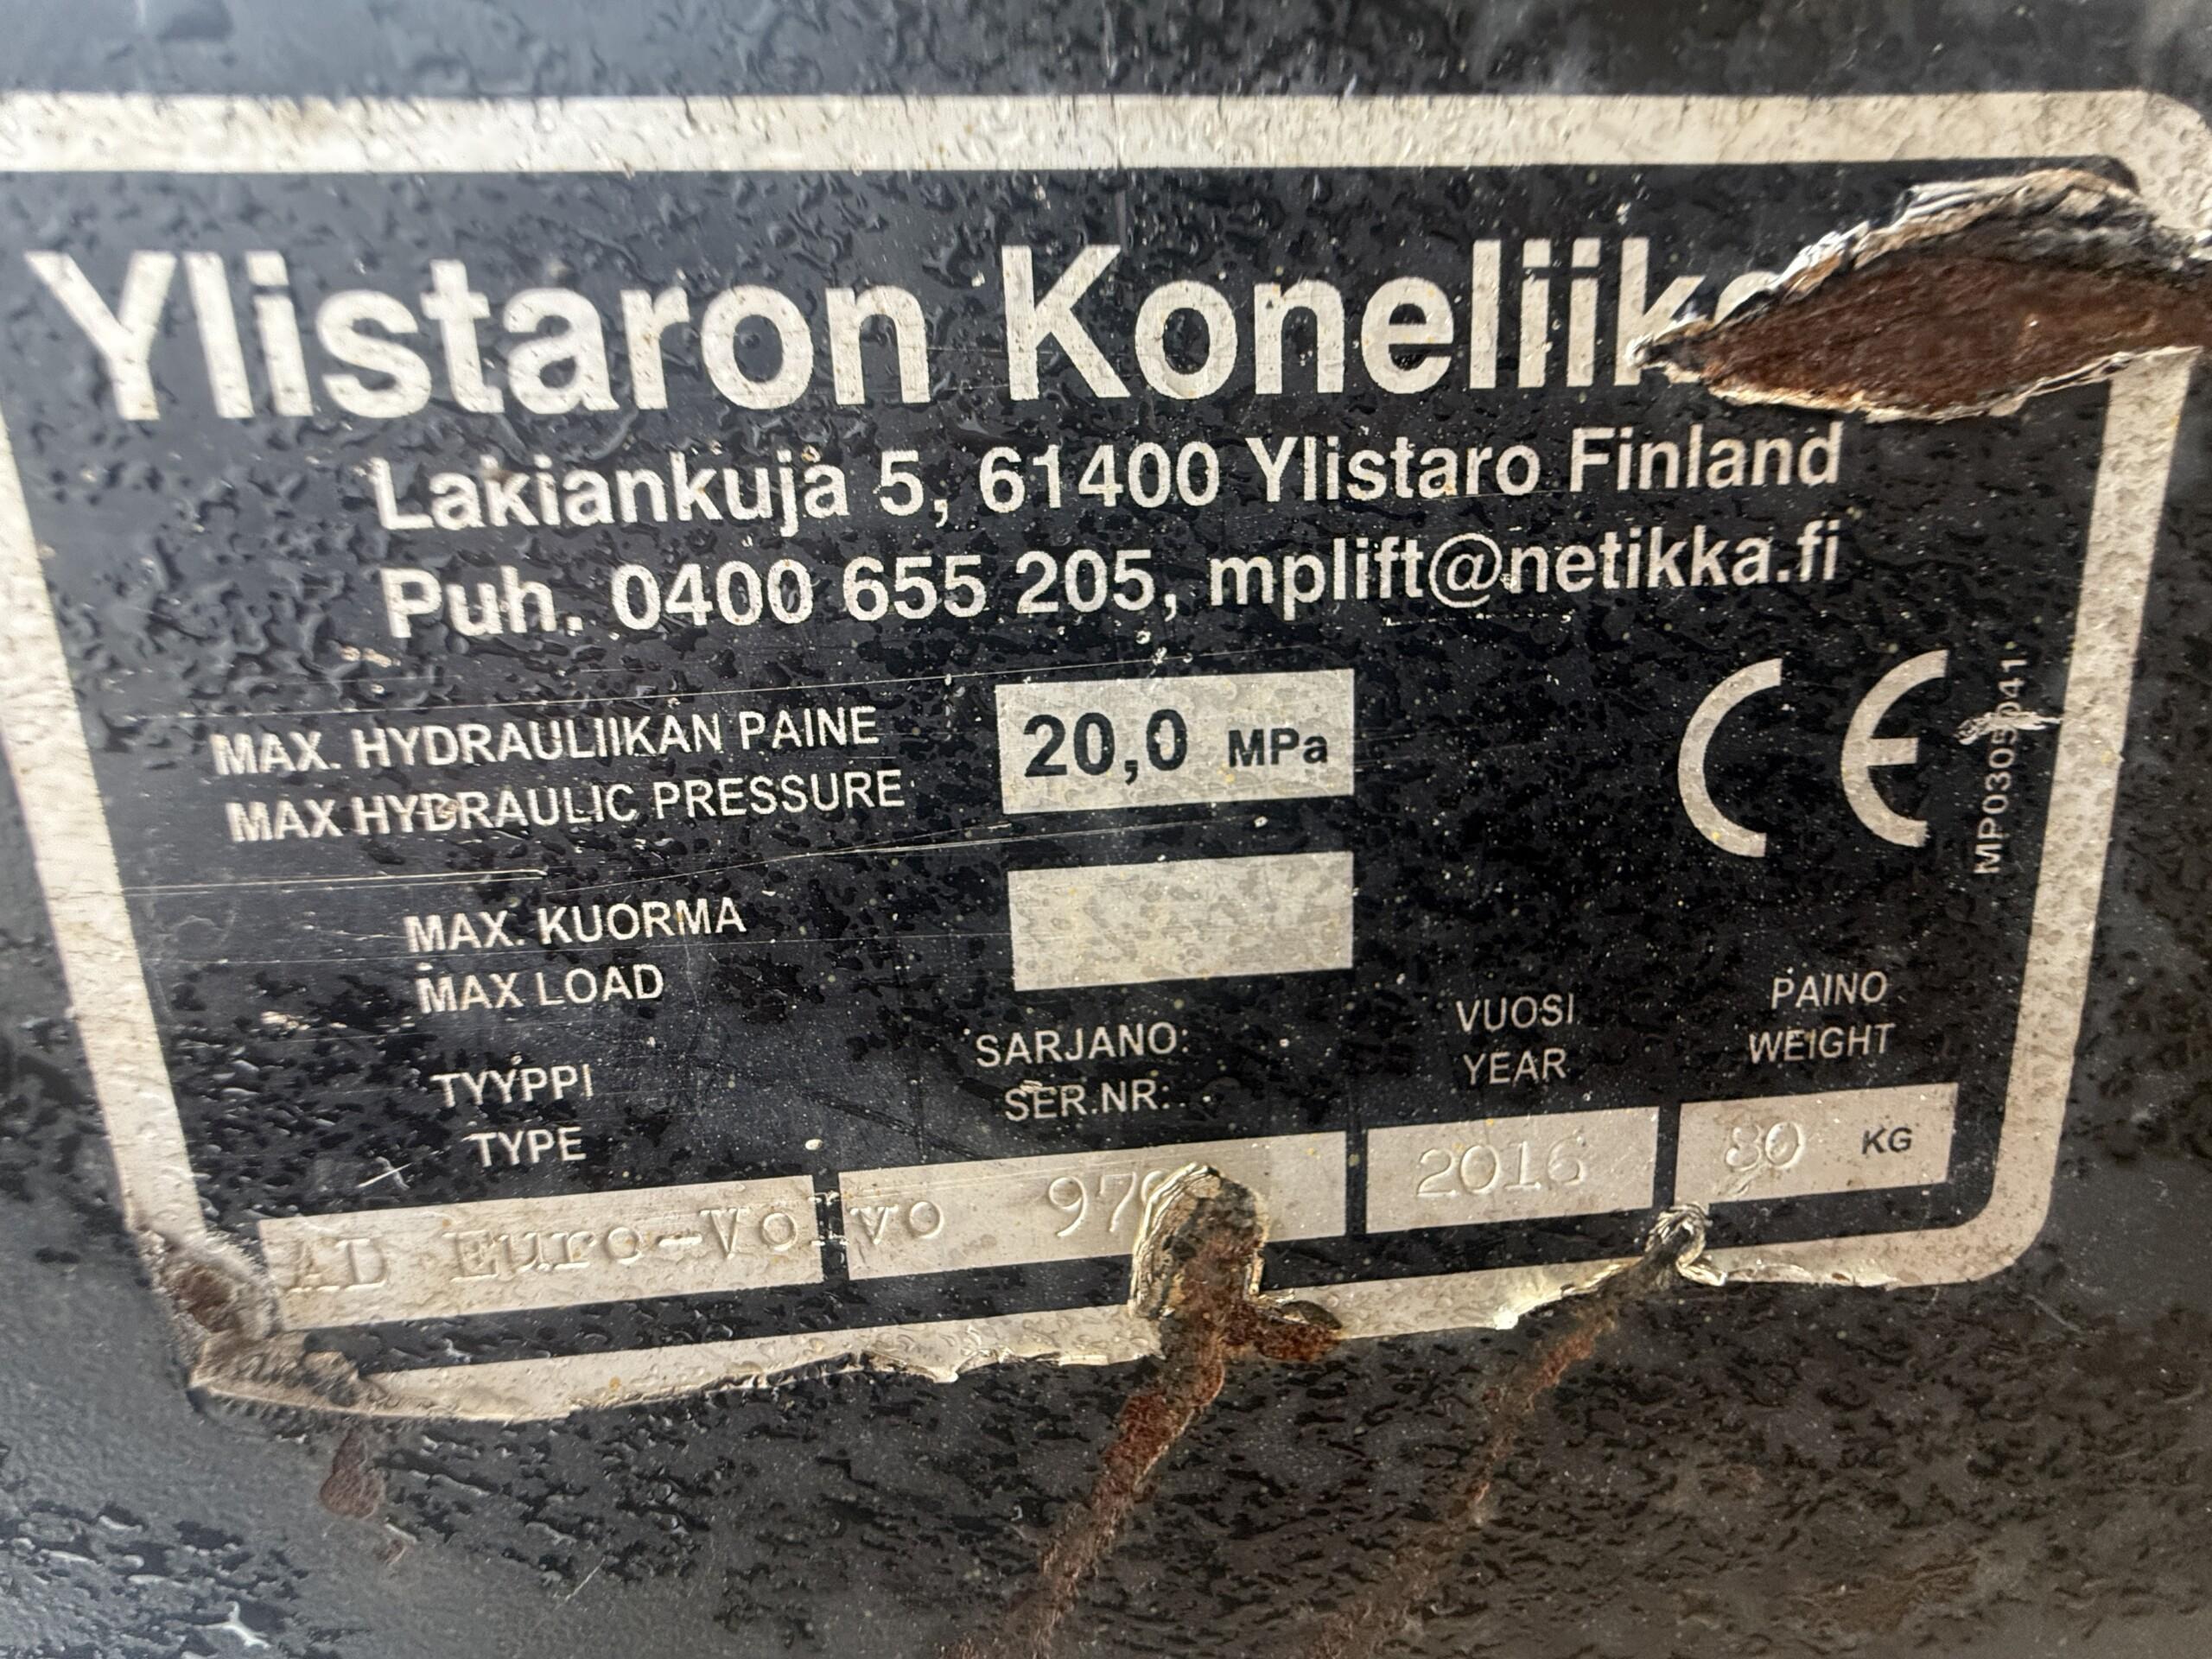 Ylistaron Koneliike
Lakiankuja 5, 61400 Ylistaro Finland
Puh. 0400 655 205, mplift@netikka.fi
MAX. HYDRAULIIKAN PAINE
MAX HYDRAULIC PRESSURE
20,0 MPa
MAX. KUORMA
MAX LOAD
TYYPPI
TYPE
SARJANO:
SER.NR:
VUOSI
YEAR
PAINO
WEIGHT
AD Euro-Volvo
2016
80 KG
CE